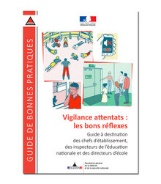 GUIDE DE BONNES PRATIQUES
Vigilance attentats :
les bons réflexes
Guide à destination
des chefs d'établissement,
des inspecteurs de l'éducation
nationale et des directeurs d'école